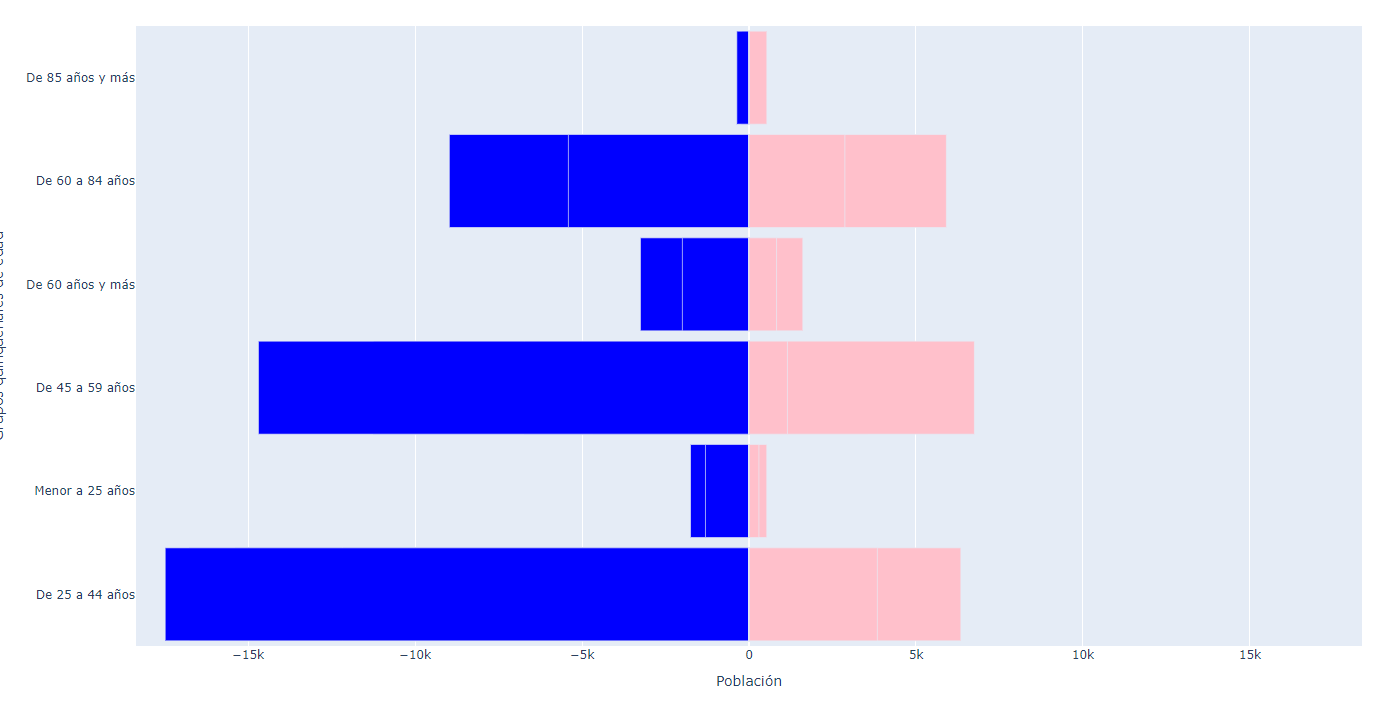 De 85 años y más
De 60 a 84 años
De 60 años y más
De 45 a 59 años
Menor a 25 años
De 25 a 44 años
−15k −10k −5k 0 5k 10k 15k
Población